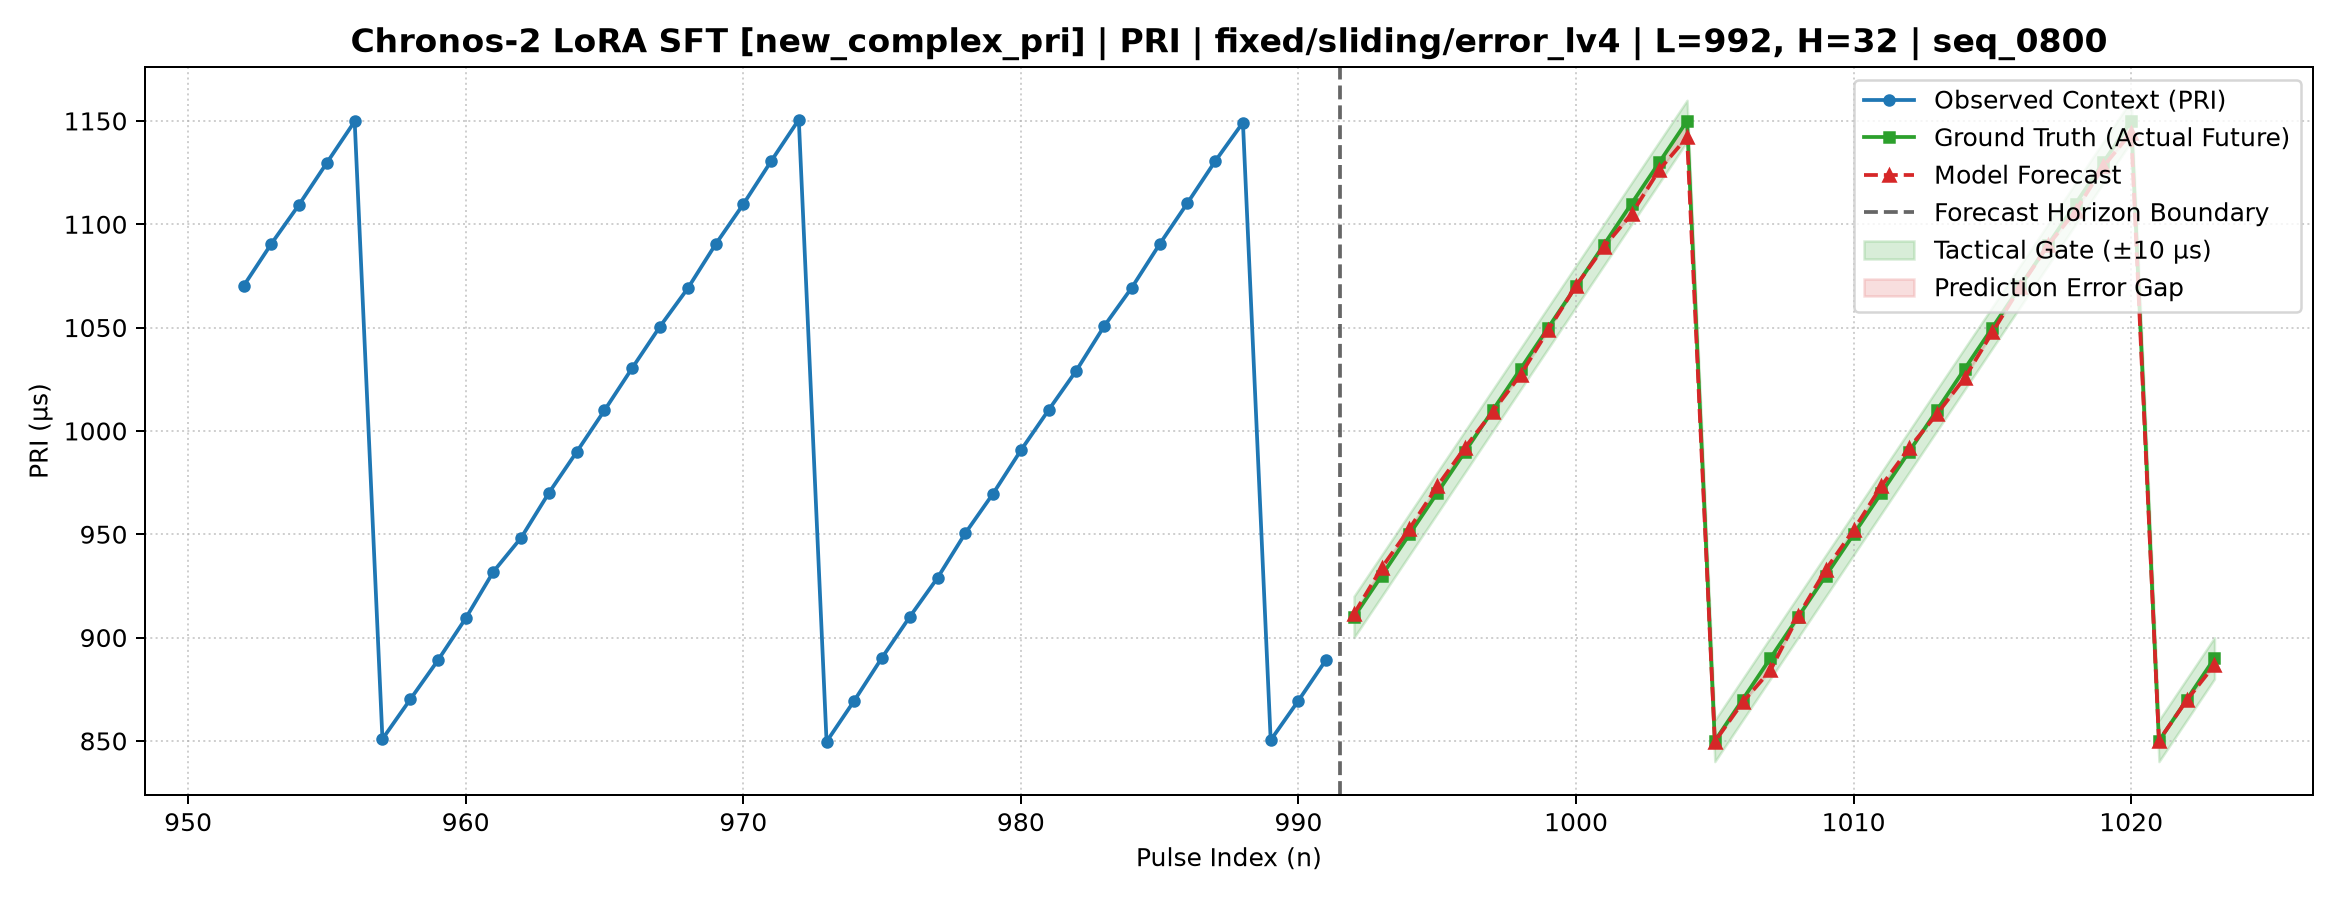 Chronos-2 LoRA SFT [new_complex_pri] | PRI | fixed/sliding/error_lv4 | L=992, H=32 | seq_0800
Observed Context (PRI)
Ground Truth (Actual Future)
Model Forecast
Forecast Horizon Boundary
Tactical Gate (±10 μs)
Prediction Error Gap
PRI (μs)
1150
1100
1050
1000
950
900
850
950
960
970
980
990
1000
1010
1020
Pulse Index (n)